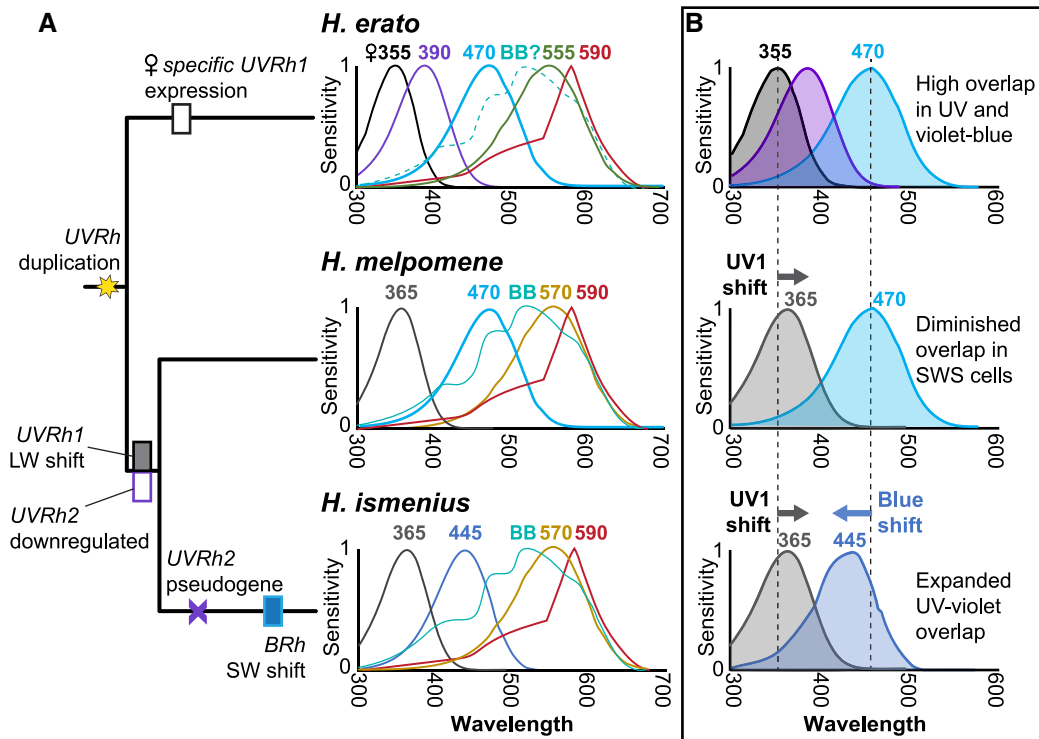 A
♀ specific UVRh1
expression
UVRh
duplication
UVRh1
LW shift
UVRh2
downregulated
UVRh2
pseudogene
BRh
SW shift
H. erato
♀355 390 470 BB? 555 590
Sensitivity
1
0
300 400 500 600 700
H. melpomene
365 470 BB 570 590
Sensitivity
1
0
300 400 500 600 700
H. ismenius
365 445 BB 570 590
Sensitivity
1
0
300 400 500 600 700
Wavelength
B
355 470
Sensitivity
1
0
300 400 500 600
High overlap
in UV and
violet-blue
UV1
shift
365 470
Sensitivity
1
0
300 400 500 600
Diminished
overlap in
SWS cells
UV1
shift
Blue
shift
365 445
Sensitivity
1
0
300 400 500 600
Expanded
UV-violet
overlap
Wavelength